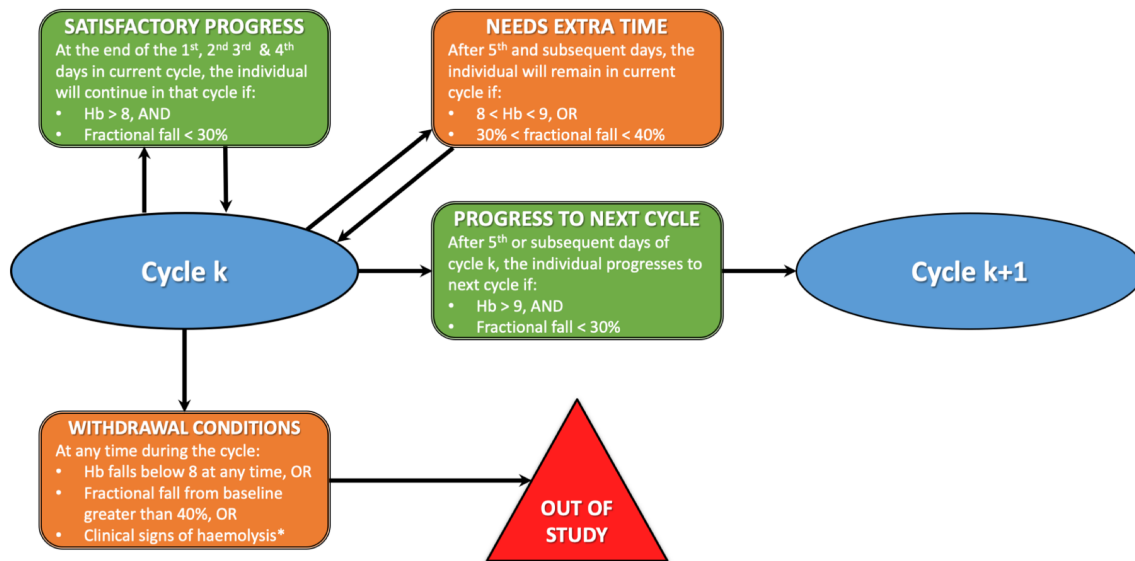 SATISFACTORY PROGRESS
At the end of the 1st, 2nd 3rd & 4th
days in current cycle, the individual
will continue in that cycle if:
• Hb > 8, AND
• Fractional fall < 30%
NEEDS EXTRA TIME
After 5th and subsequent days, the
individual will remain in current
cycle if:
• 8 < Hb < 9, OR
• 30% < fractional fall < 40%
Cycle k
PROGRESS TO NEXT CYCLE
After 5th or subsequent days of
cycle k, the individual progresses to
next cycle if:
• Hb > 9, AND
• Fractional fall < 30%
Cycle k+1
WITHDRAWAL CONDITIONS
At any time during the cycle:
• Hb falls below 8 at any time, OR
• Fractional fall from baseline
greater than 40%, OR
• Clinical signs of haemolysis*
OUT OF
STUDY